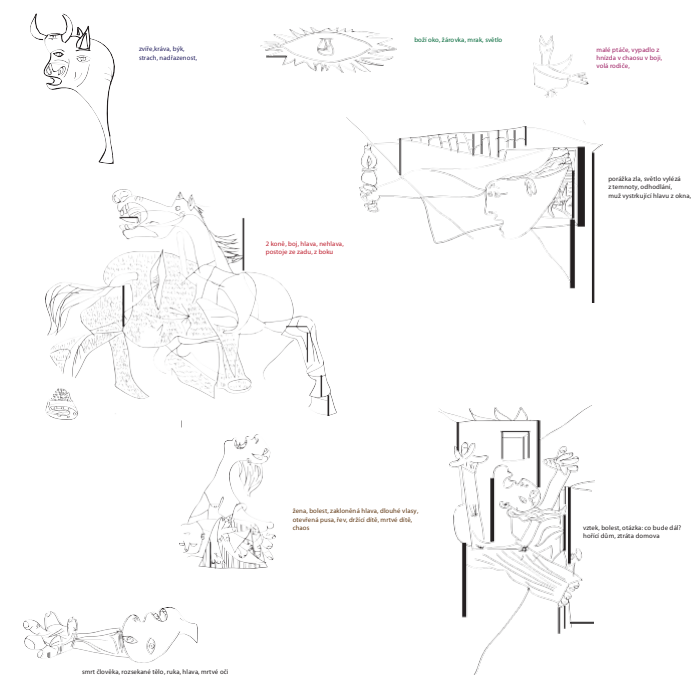 zvíře,kráva, býk,
strach, nadřazenost,
boží oko, žárovka, mrak, světlo
malé ptáče, vypadlo z
hnízda v chaosu v boji,
volá rodiče,
porážka zla, světlo vylézá
z temnoty, odhodlání,
muž vystrkující hlavu z okna,
2 koně, boj, hlava, nehlava,
postoje ze zadu, z boku
žena, bolest, zakloněná hlava, dlouhé vlasy,
otevřená pusa, řev, držící dítě, mrtvé dítě,
chaos
vztek, bolest, otázka: co bude dál?
hořící dům, ztráta domova
smrt člověka, rozsekané tělo, ruka, hlava, mrtvé oči